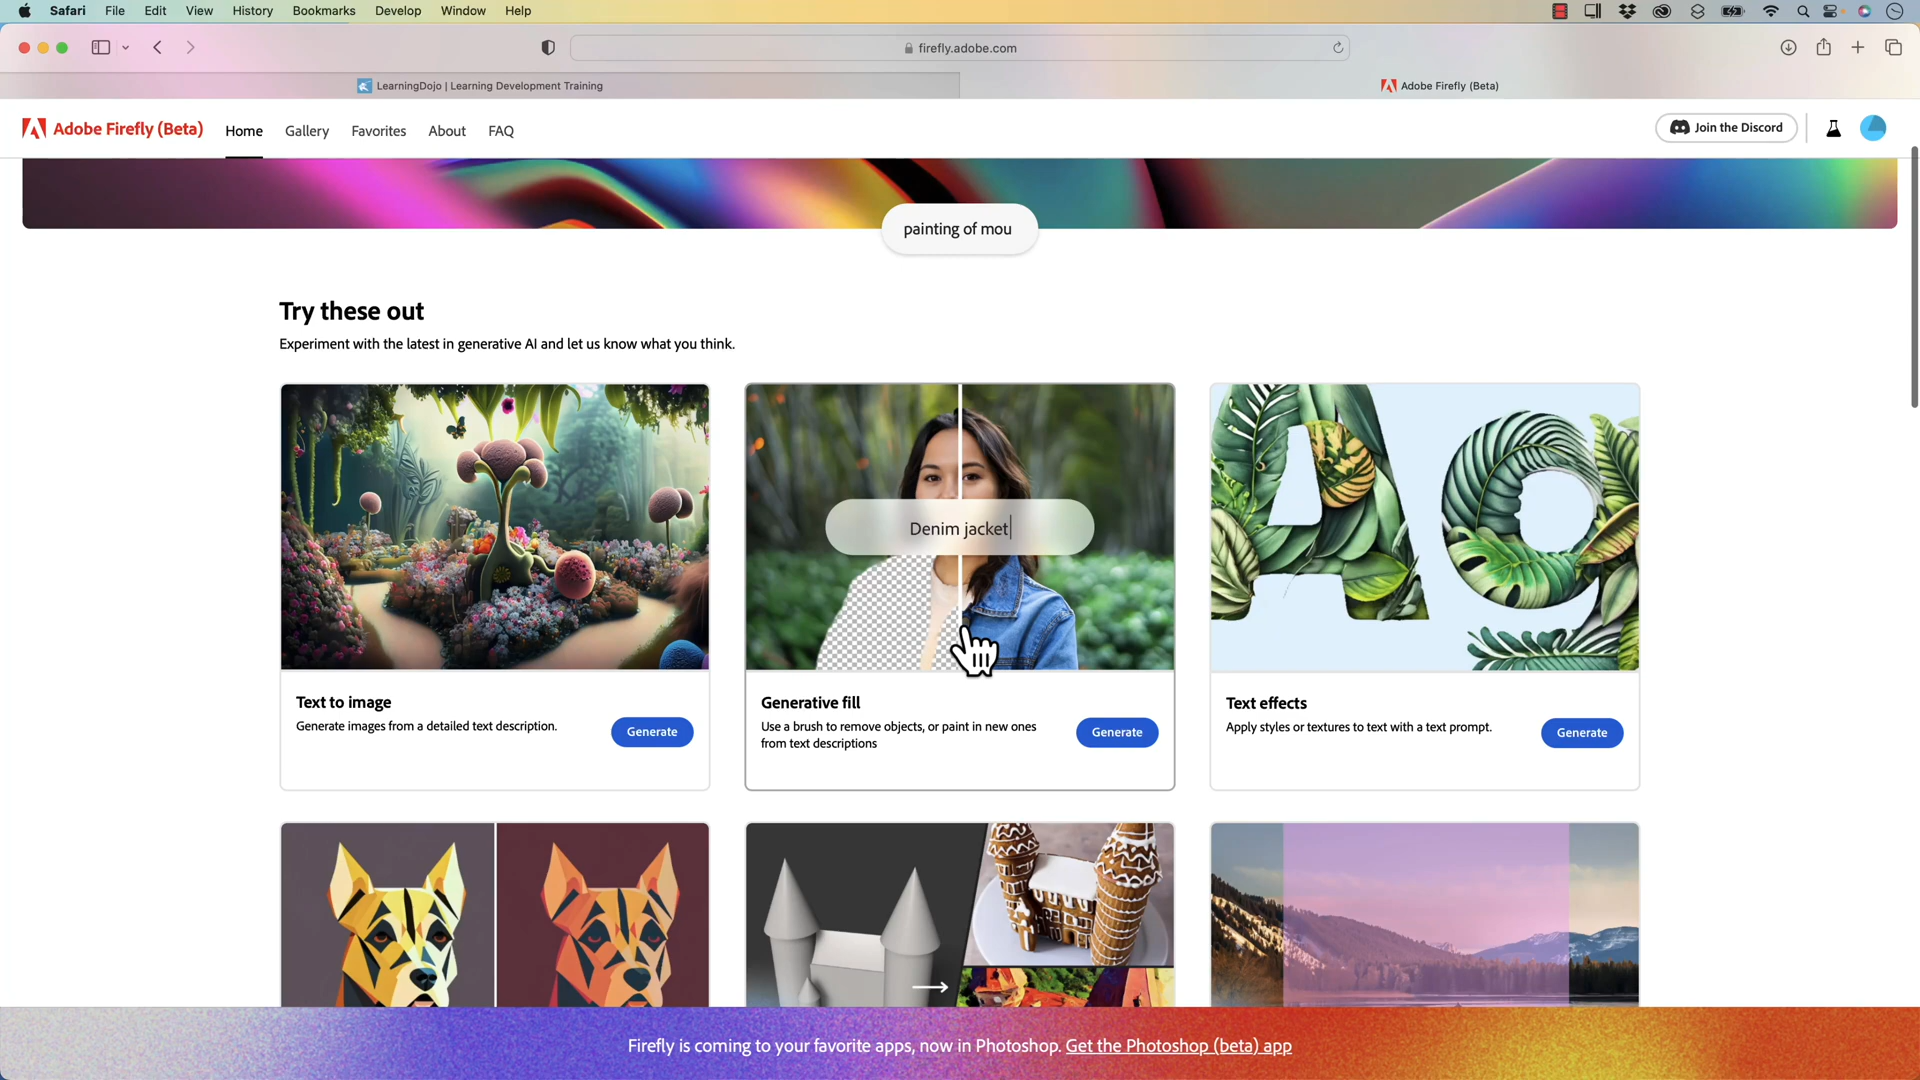 Safari File Edit View History Bookmarks Develop Window Help
firefly.adobe.com
LearningDojo | Learning Development Training
Adobe Firefly (Beta)
Adobe Firefly (Beta) Home Gallery Favorites About FAQ
Join the Discord
painting of mou
Try these out
Experiment with the latest in generative AI and let us know what you think.
Denim jacket
Text to image
Generate images from a detailed text description.
Generate
Generative fill
Use a brush to remove objects, or paint in new ones
from text descriptions
Generate
Text effects
Apply styles or textures to text with a text prompt.
Generate
Firefly is coming to your favorite apps, now in Photoshop. Get the Photoshop (beta) app